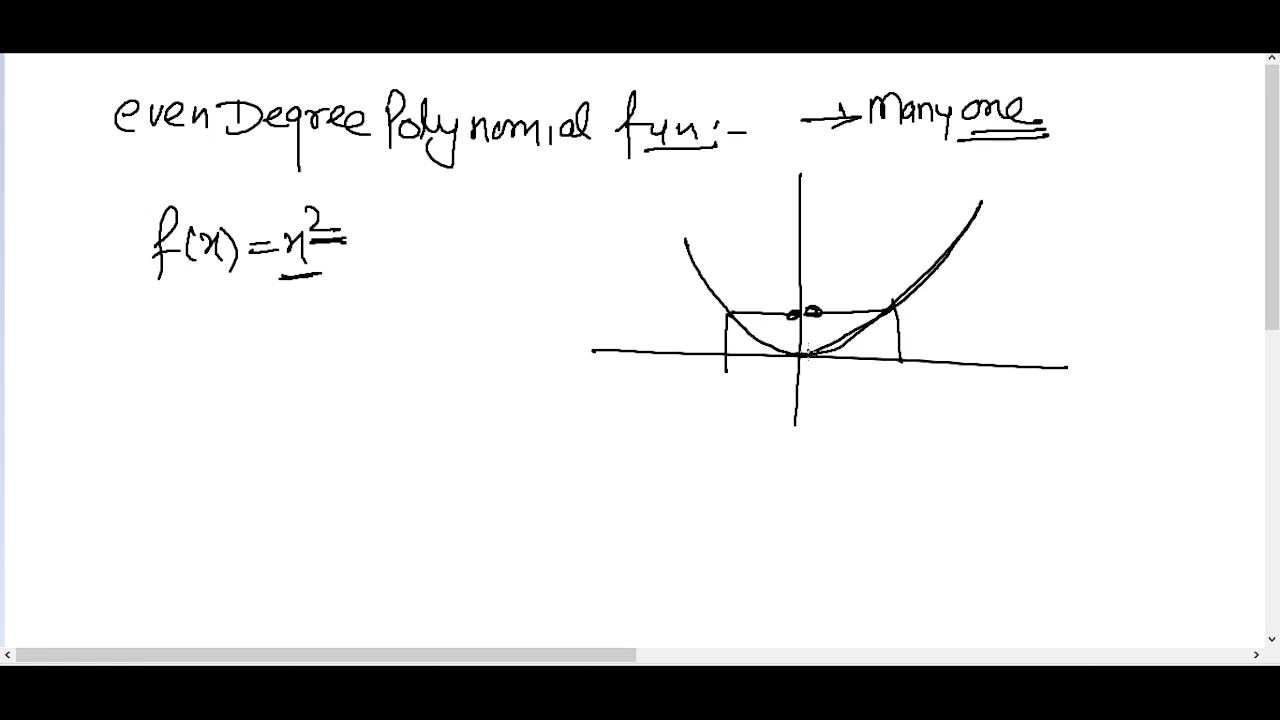 even Degree Polynomial fun :- → Many one
f(x) = x²